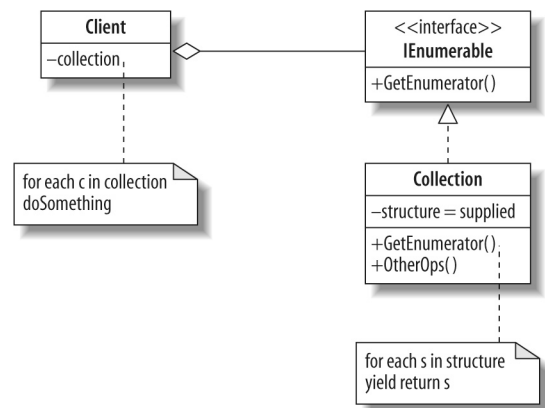 Client
–collection
<<interface>>
IEnumerable
+GetEnumerator()
for each c in collection
doSomething
Collection
–structure = supplied
+GetEnumerator()
+OtherOps()
for each s in structure
yield return s